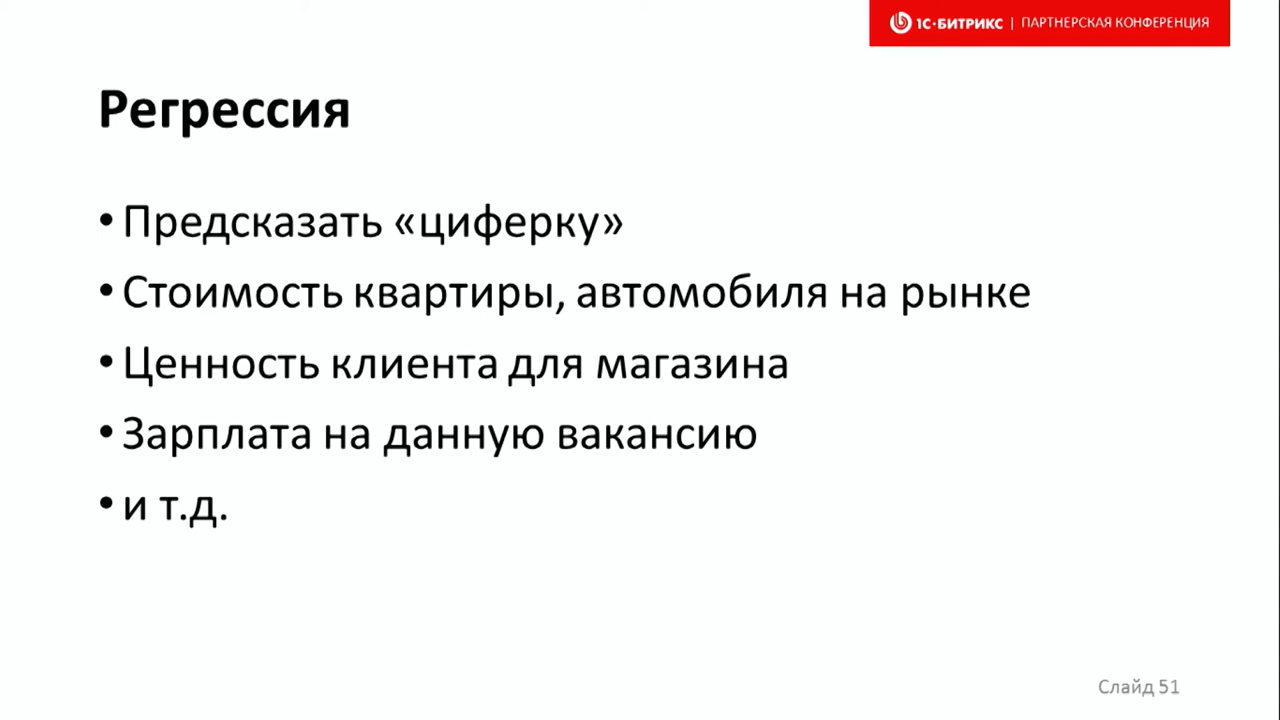 1С·БИТРИКС | ПАРТНЕРСКАЯ КОНФЕРЕНЦИЯ
Регрессия
• Предсказать «циферку»
• Стоимость квартиры, автомобиля на рынке
• Ценность клиента для магазина
• Зарплата на данную вакансию
• и т.д.
Слайд 51